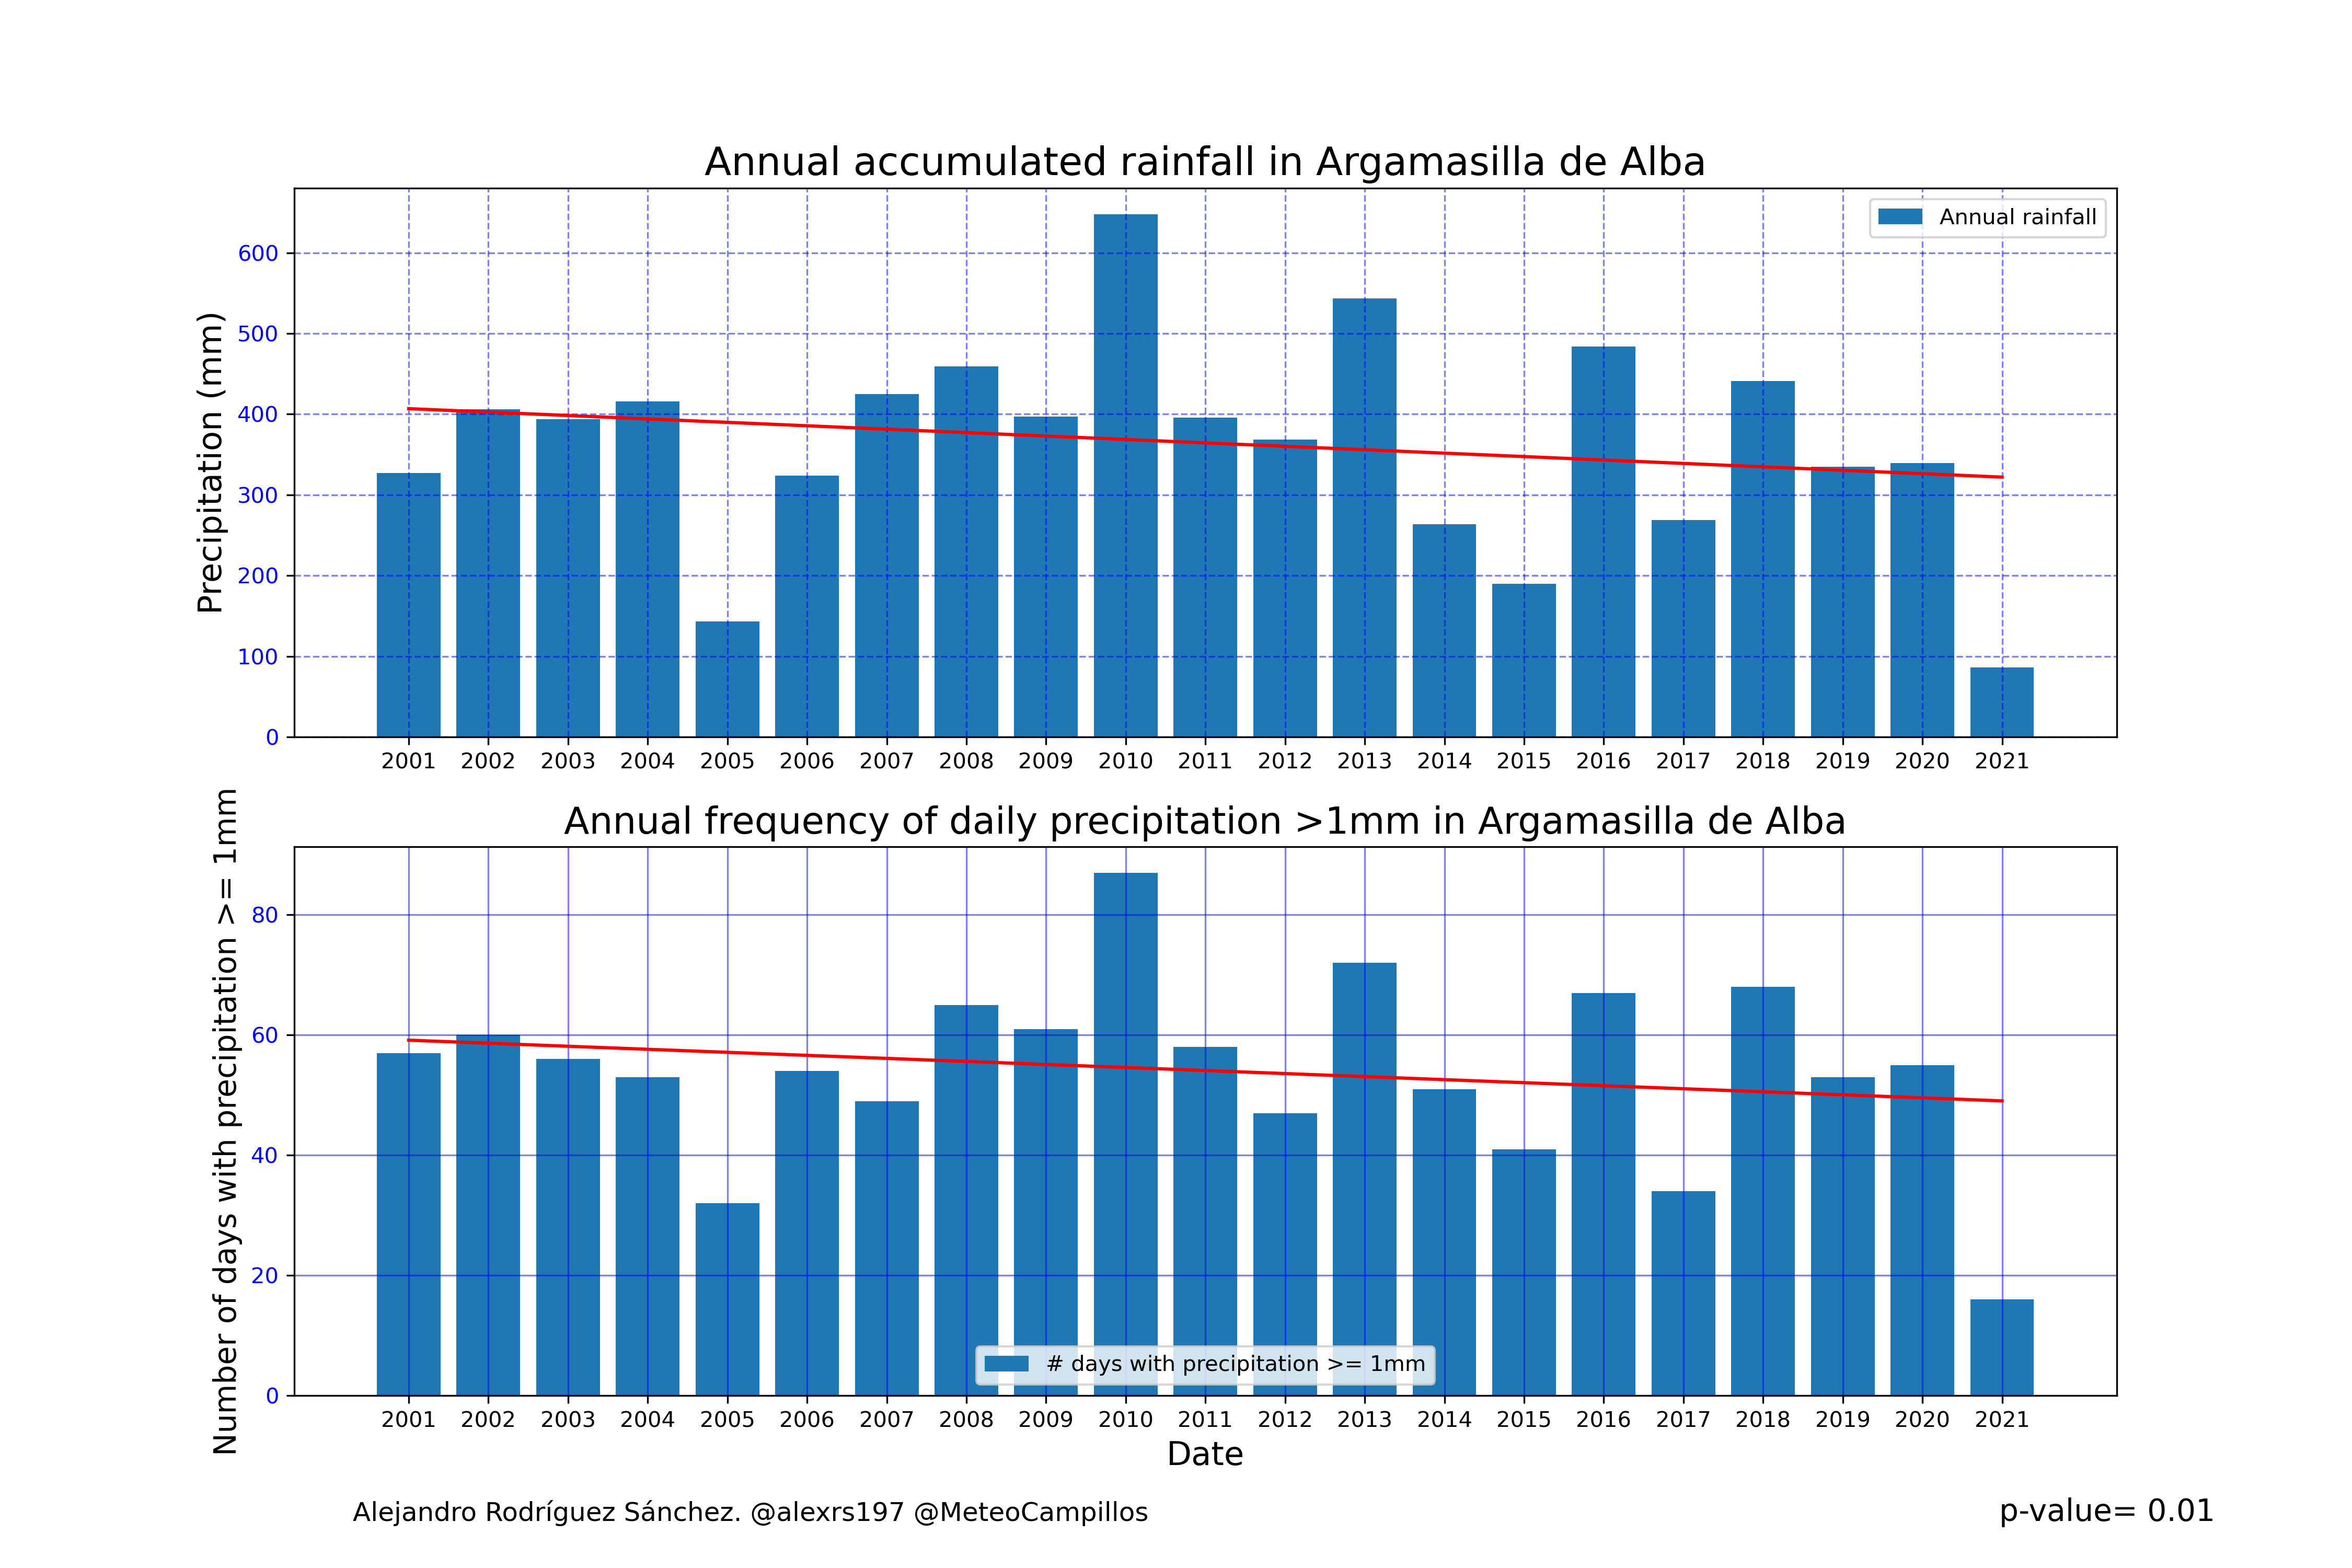 Annual accumulated rainfall in Argamasilla de Alba
Precipitation (mm)
600
500
400
300
200
100
0
Annual rainfall
2001 2002 2003 2004 2005 2006 2007 2008 2009 2010 2011 2012 2013 2014 2015 2016 2017 2018 2019 2020 2021
Annual frequency of daily precipitation >1mm in Argamasilla de Alba
Number of days with precipitation >= 1mm
80
60
40
20
0
# days with precipitation >= 1mm
2001 2002 2003 2004 2005 2006 2007 2008 2009 2010 2011 2012 2013 2014 2015 2016 2017 2018 2019 2020 2021
Date
Alejandro Rodríguez Sánchez. @alexrs197 @MeteoCampillos
p-value= 0.01